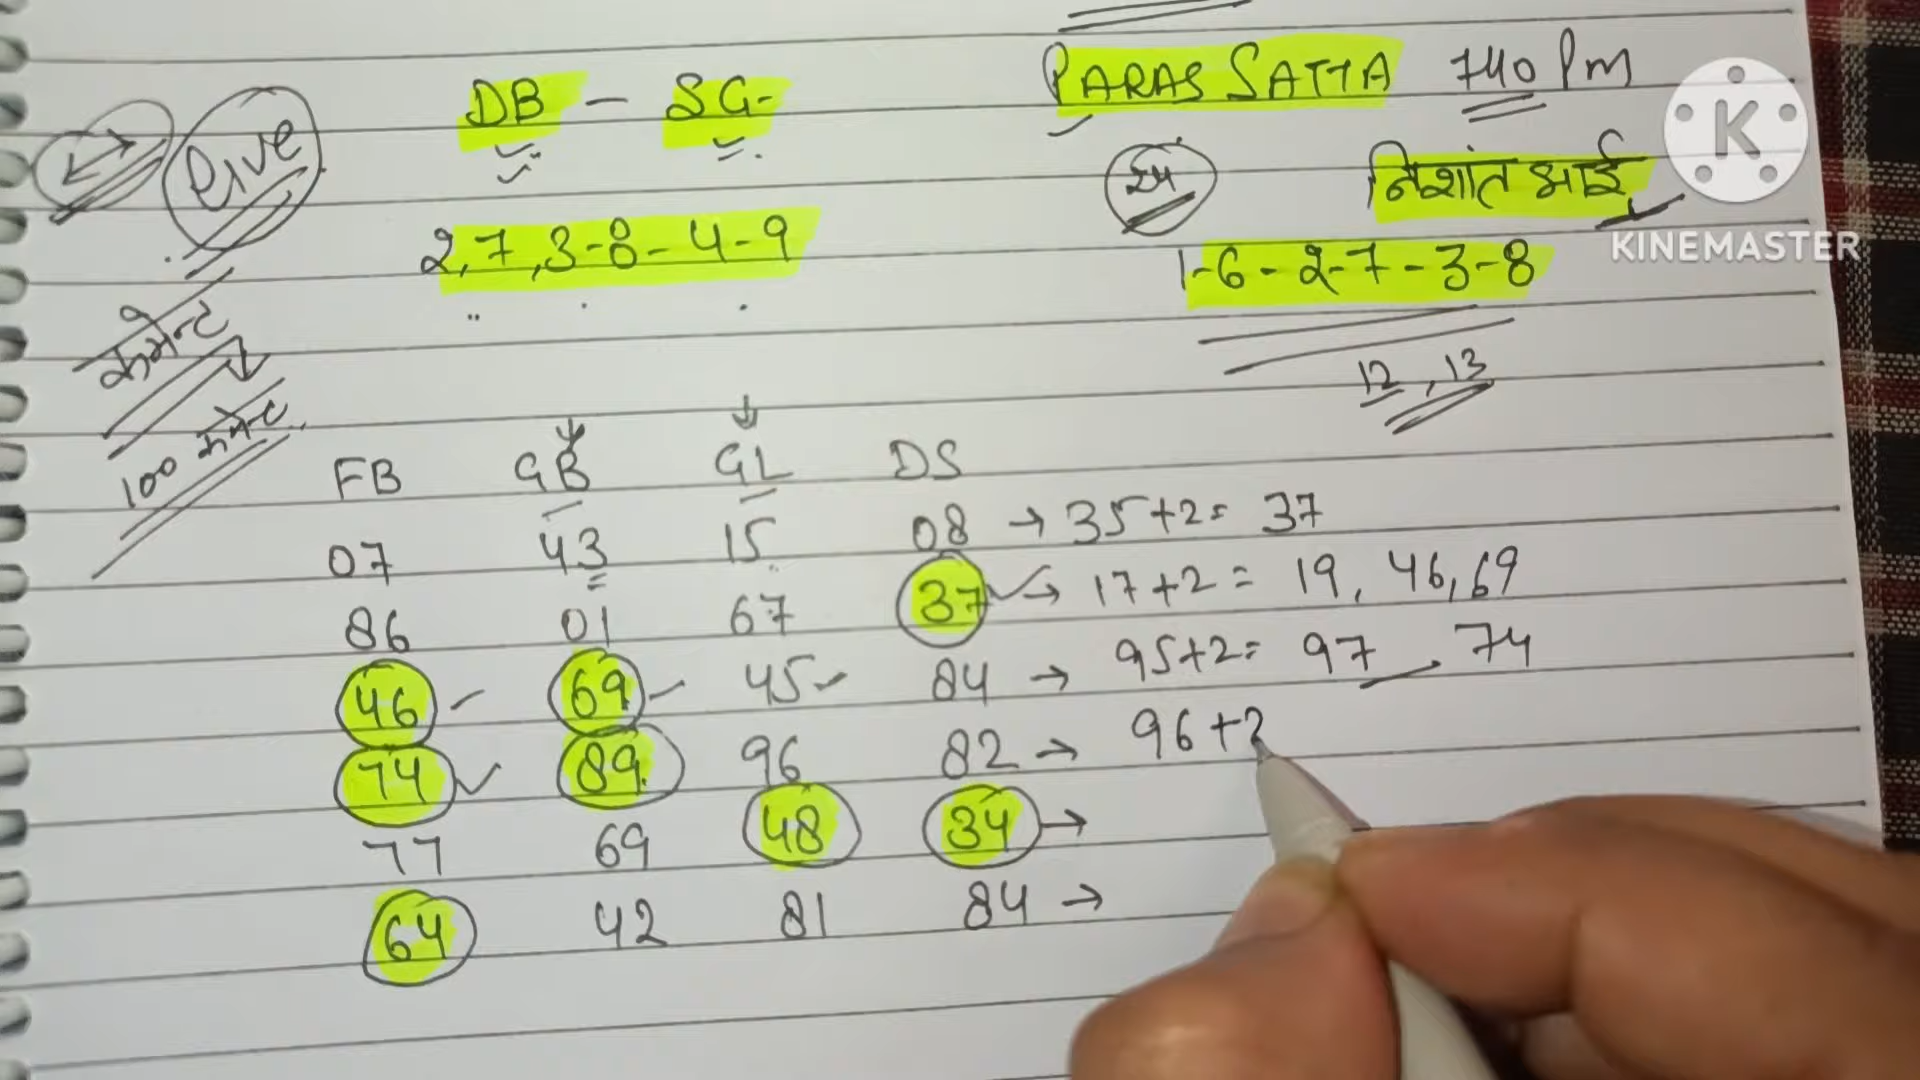 DB - SG-
PARAS SATTA 740 Pm
Live
निशांत भाई
KINEMASTER
2,7,3-8-4-9
1-6-2-7-3-8
कमेन्ट
12, 13
100 कमेन्ट
FB GB GL DS
07 43 15 08 → 35+2= 37
86 01 67 37 → 17+2= 19, 46, 69
46 - 69 - 45 - 84 → 95+2= 97, 74
74 89 96 82 → 96+2
77 69 48 34 →
64 42 81 84 →